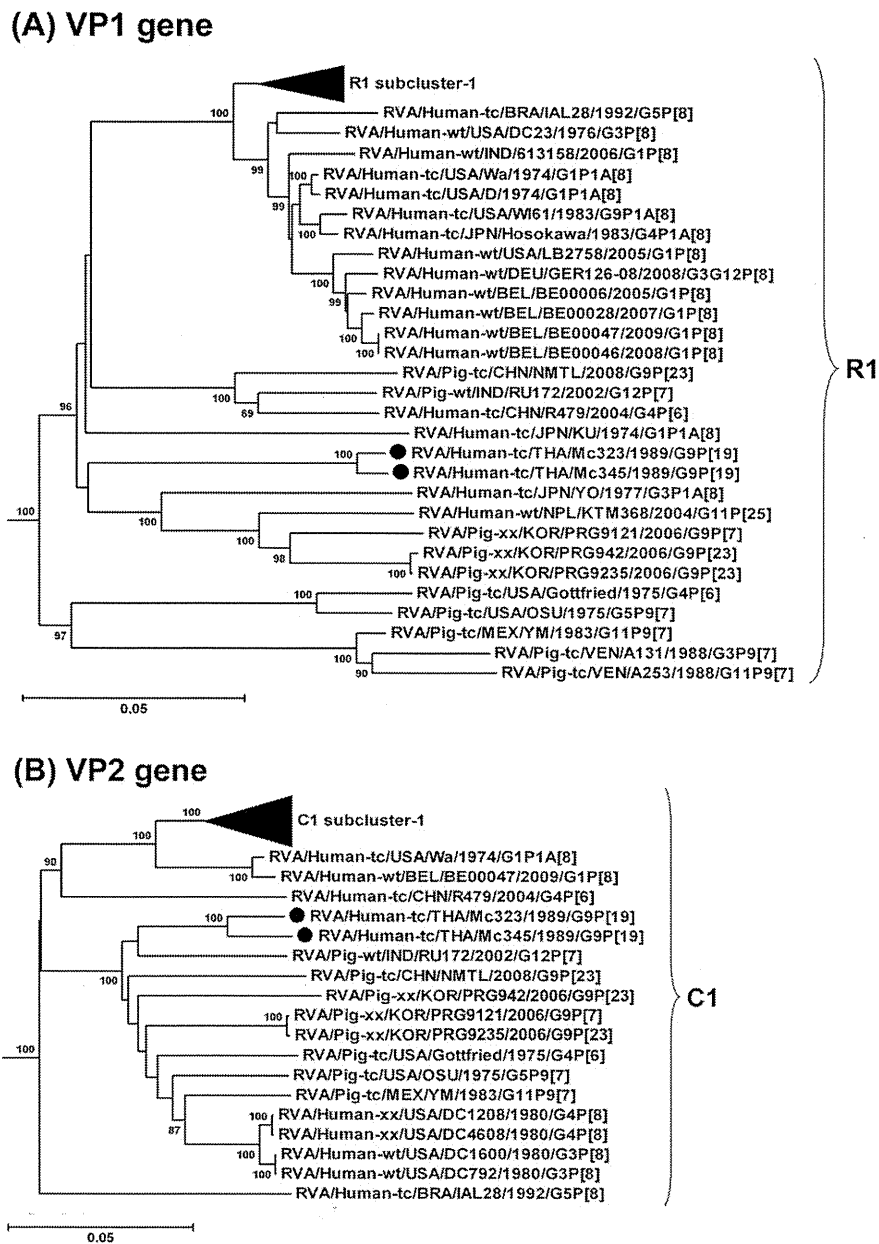 (A) VP1 gene
R1 subcluster-1
100
RVA/Human-tc/BRA/IAL28/1992/G5P[8]
RVA/Human-wt/USA/DC23/1976/G3P[8]
RVA/Human-wt/IND/613158/2006/G1P[8]
99
100
RVA/Human-tc/USA/Wa/1974/G1P1A[8]
RVA/Human-tc/USA/D/1974/G1P1A[8]
99
RVA/Human-tc/USA/WI61/1983/G9P1A[8]
100
RVA/Human-tc/JPN/Hosokawa/1983/G4P1A[8]
RVA/Human-wt/USA/LB2758/2005/G1P[8]
100
RVA/Human-wt/DEU/GER126-08/2008/G3G12P[8]
RVA/Human-wt/BEL/BE00006/2005/G1P[8]
99
RVA/Human-wt/BEL/BE00028/2007/G1P[8]
100
RVA/Human-wt/BEL/BE00047/2009/G1P[8]
100
RVA/Human-wt/BEL/BE00046/2008/G1P[8]
R1
RVA/Pig-tc/CHN/NMTL/2008/G9P[23]
100
RVA/Pig-wt/IND/RU172/2002/G12P[7]
69
RVA/Human-tc/CHN/R479/2004/G4P[6]
96
RVA/Human-tc/JPN/KU/1974/G1P1A[8]
100
RVA/Human-tc/THA/Mc323/1989/G9P[19]
RVA/Human-tc/THA/Mc345/1989/G9P[19]
RVA/Human-tc/JPN/YO/1977/G3P1A[8]
100
100
RVA/Human-wt/NPL/KTM368/2004/G11P[25]
RVA/Pig-xx/KOR/PRG9121/2006/G9P[7]
98
RVA/Pig-xx/KOR/PRG942/2006/G9P[23]
100
RVA/Pig-xx/KOR/PRG9235/2006/G9P[23]
RVA/Pig-tc/USA/Gottfried/1975/G4P[6]
100
RVA/Pig-tc/USA/OSU/1975/G5P9[7]
97
RVA/Pig-tc/MEX/YM/1983/G11P9[7]
100
RVA/Pig-tc/VEN/A131/1988/G3P9[7]
90
RVA/Pig-tc/VEN/A253/1988/G11P9[7]
0.05
(B) VP2 gene
100
C1 subcluster-1
100
RVA/Human-tc/USA/Wa/1974/G1P1A[8]
90
100
RVA/Human-wt/BEL/BE00047/2009/G1P[8]
RVA/Human-tc/CHN/R479/2004/G4P[6]
100
RVA/Human-tc/THA/Mc323/1989/G9P[19]
RVA/Human-tc/THA/Mc345/1989/G9P[19]
RVA/Pig-wt/IND/RU172/2002/G12P[7]
100
RVA/Pig-tc/CHN/NMTL/2008/G9P[23]
RVA/Pig-xx/KOR/PRG942/2006/G9P[23]
C1
100
RVA/Pig-xx/KOR/PRG9121/2006/G9P[7]
RVA/Pig-xx/KOR/PRG9235/2006/G9P[23]
100
RVA/Pig-tc/USA/Gottfried/1975/G4P[6]
RVA/Pig-tc/USA/OSU/1975/G5P9[7]
RVA/Pig-tc/MEX/YM/1983/G11P9[7]
87
100
RVA/Human-xx/USA/DC1208/1980/G4P[8]
RVA/Human-xx/USA/DC4608/1980/G4P[8]
100
RVA/Human-wt/USA/DC1600/1980/G3P[8]
100
RVA/Human-wt/USA/DC792/1980/G3P[8]
RVA/Human-tc/BRA/IAL28/1992/G5P[8]
0.05